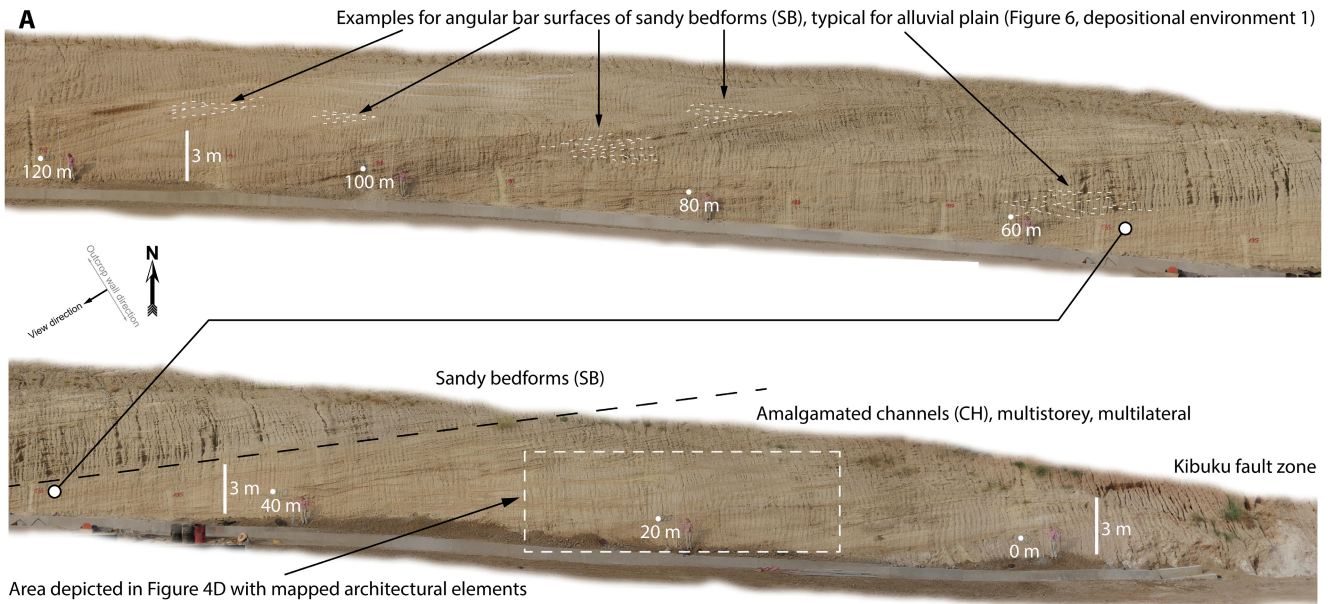 A
Examples for angular bar surfaces of sandy bedforms (SB), typical for alluvial plain (Figure 6, depositional environment 1)
3 m
120 m
100 m
80 m
60 m
N
Outcrop wall direction
View direction
Sandy bedforms (SB)
Amalgamated channels (CH), multistorey, multilateral
Kibuku fault zone
3 m
40 m
20 m
3 m
0 m
Area depicted in Figure 4D with mapped architectural elements